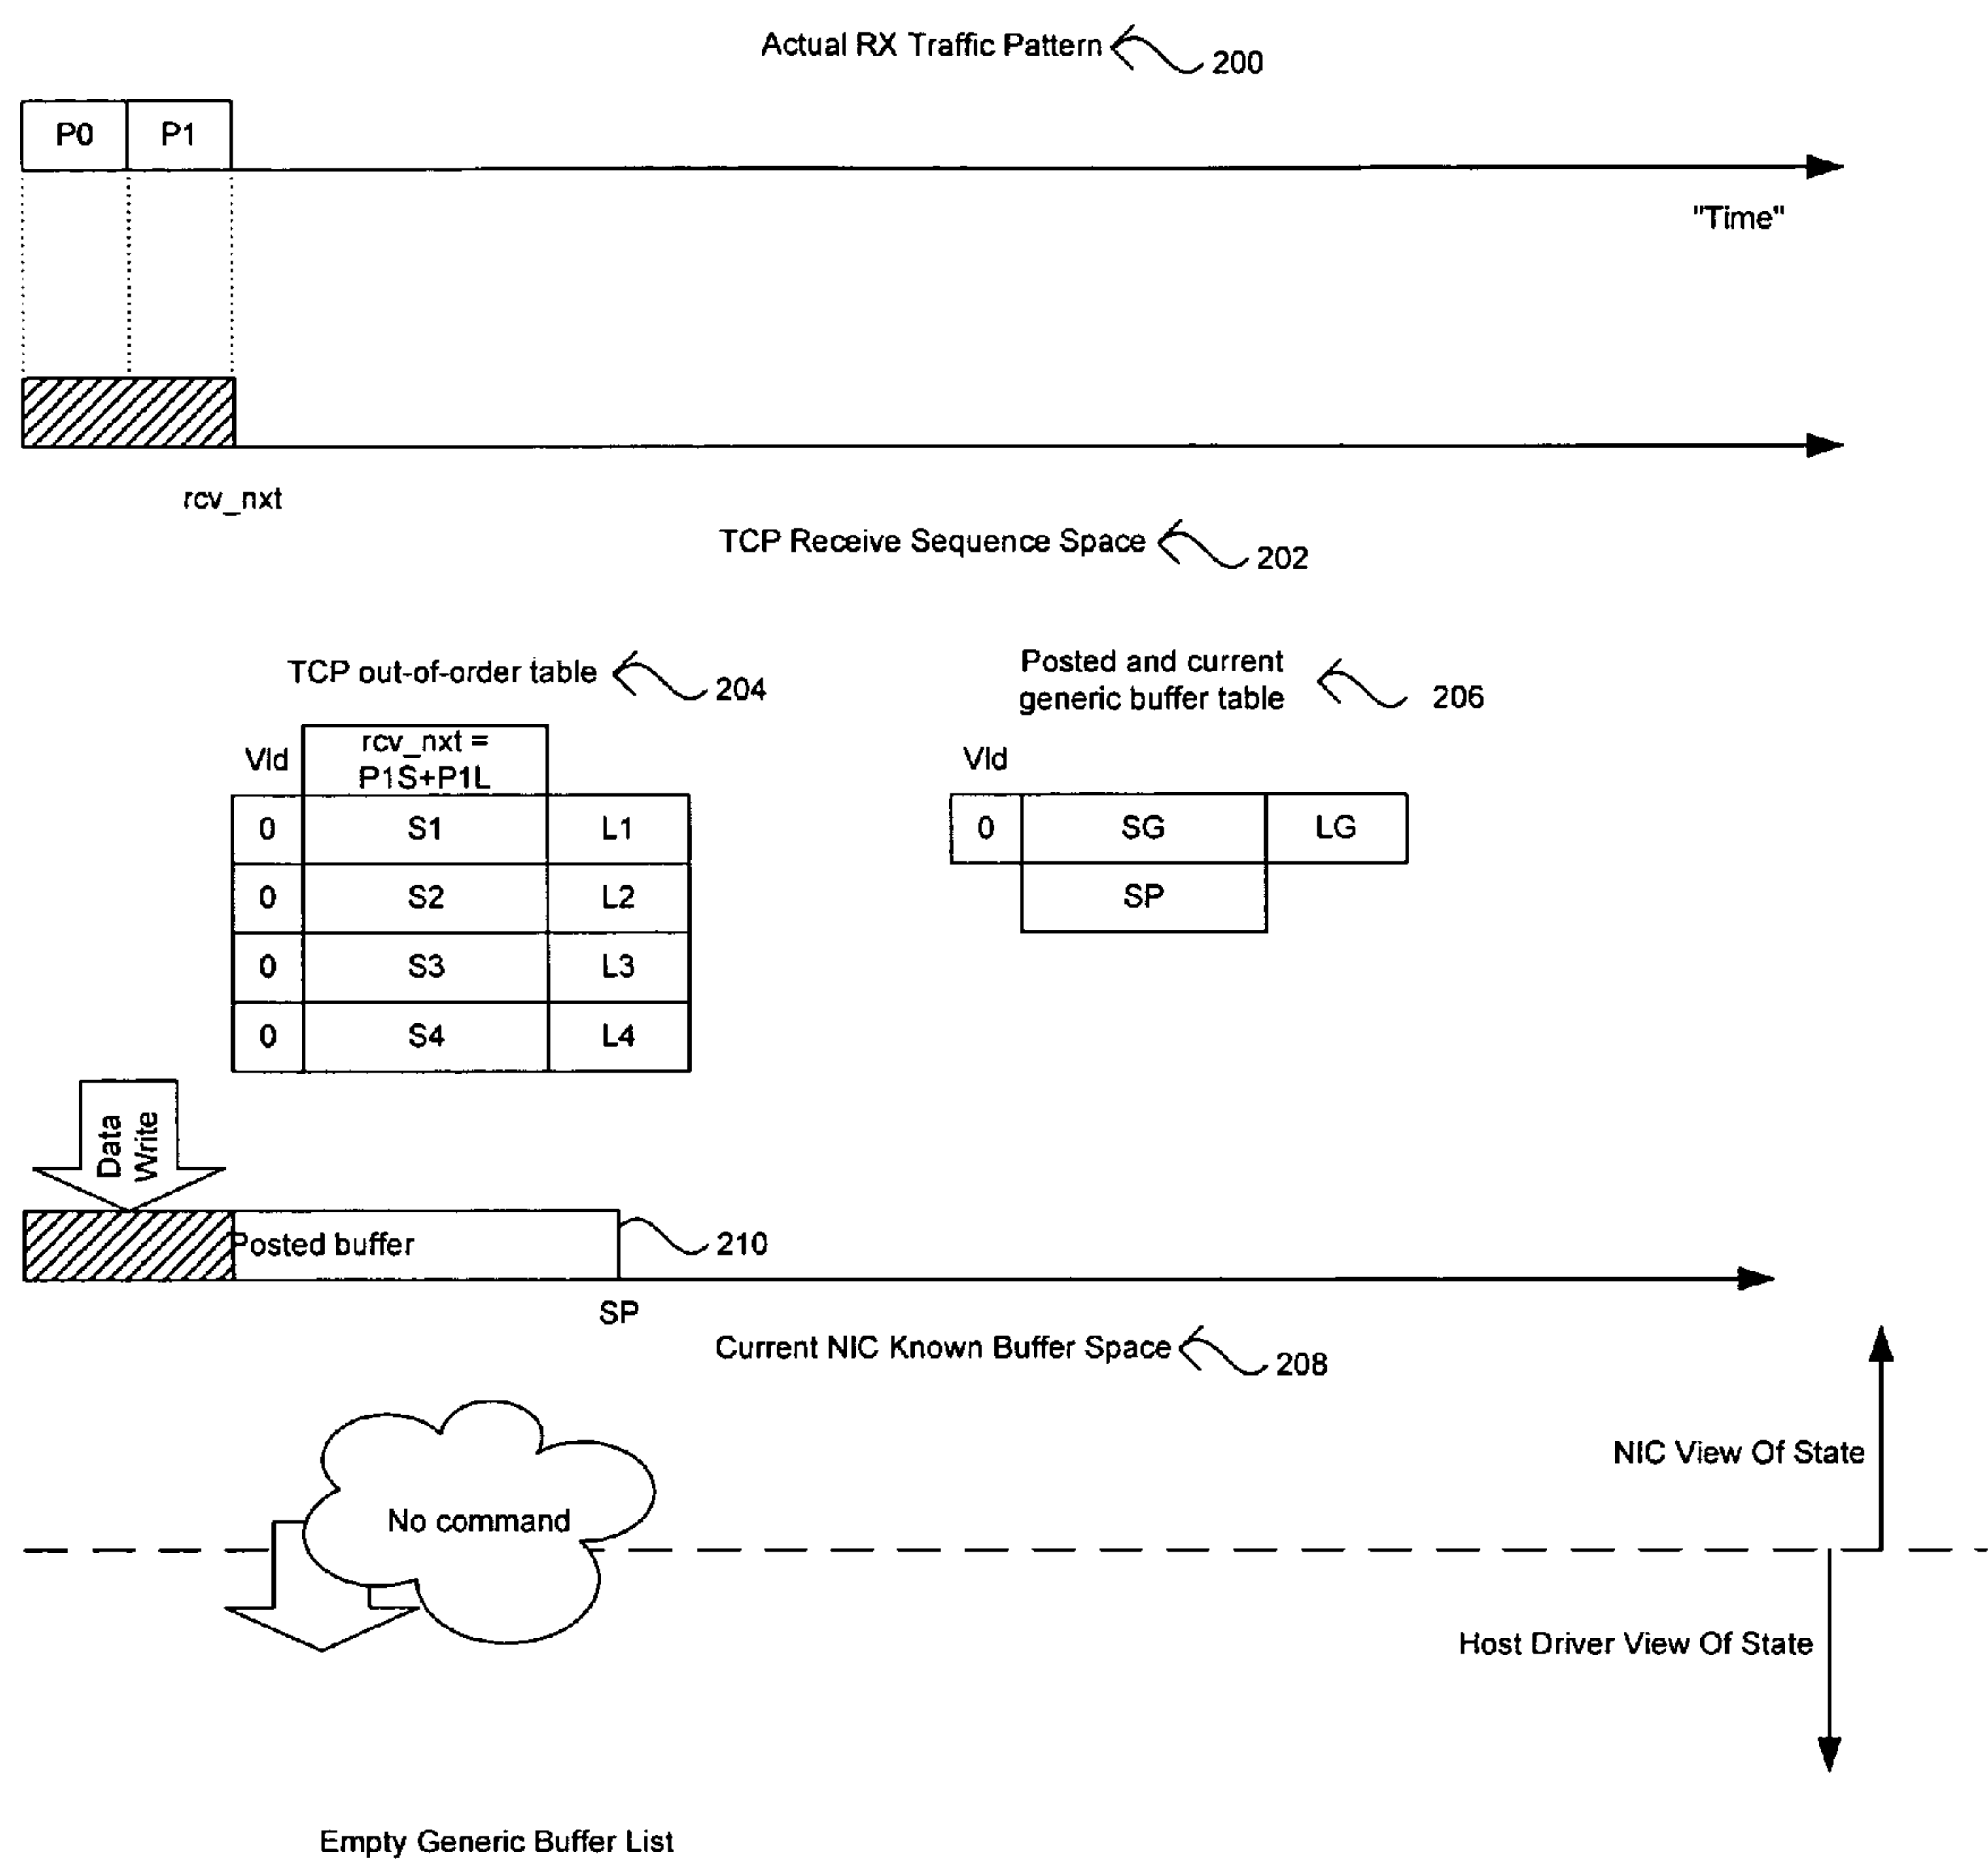 Actual RX Traffic Pattern 200
P0 P1
"Time"
rcv_nxt
TCP Receive Sequence Space 202
TCP out-of-order table 204
Posted and current
generic buffer table 206
Vld rcv_nxt =
P1S+P1L
0 S1 L1
0 S2 L2
0 S3 L3
0 S4 L4
Vld
0 SG LG
SP
Data
Write
Posted buffer 210
SP
Current NIC Known Buffer Space 208
NIC View Of State
No command
Host Driver View Of State
Empty Generic Buffer List